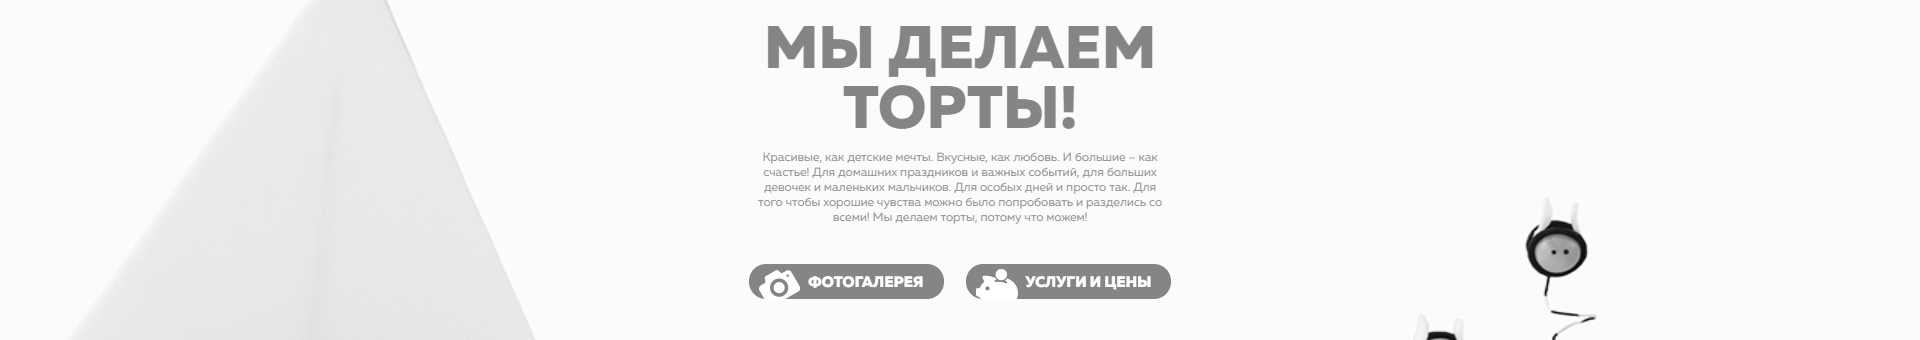 МЫ ДЕЛАЕМ
ТОРТЫ!
Красивые, как детские мечты. Вкусные, как любовь. И большие – как
счастье! Для домашних праздников и важных событий, для больших
девочек и маленьких мальчиков. Для особых дней и просто так. Для
того чтобы хорошие чувства можно было попробовать и разделись со
всеми! Мы делаем торты, потому что можем!
ФОТОГАЛЕРЕЯ
УСЛУГИ И ЦЕНЫ